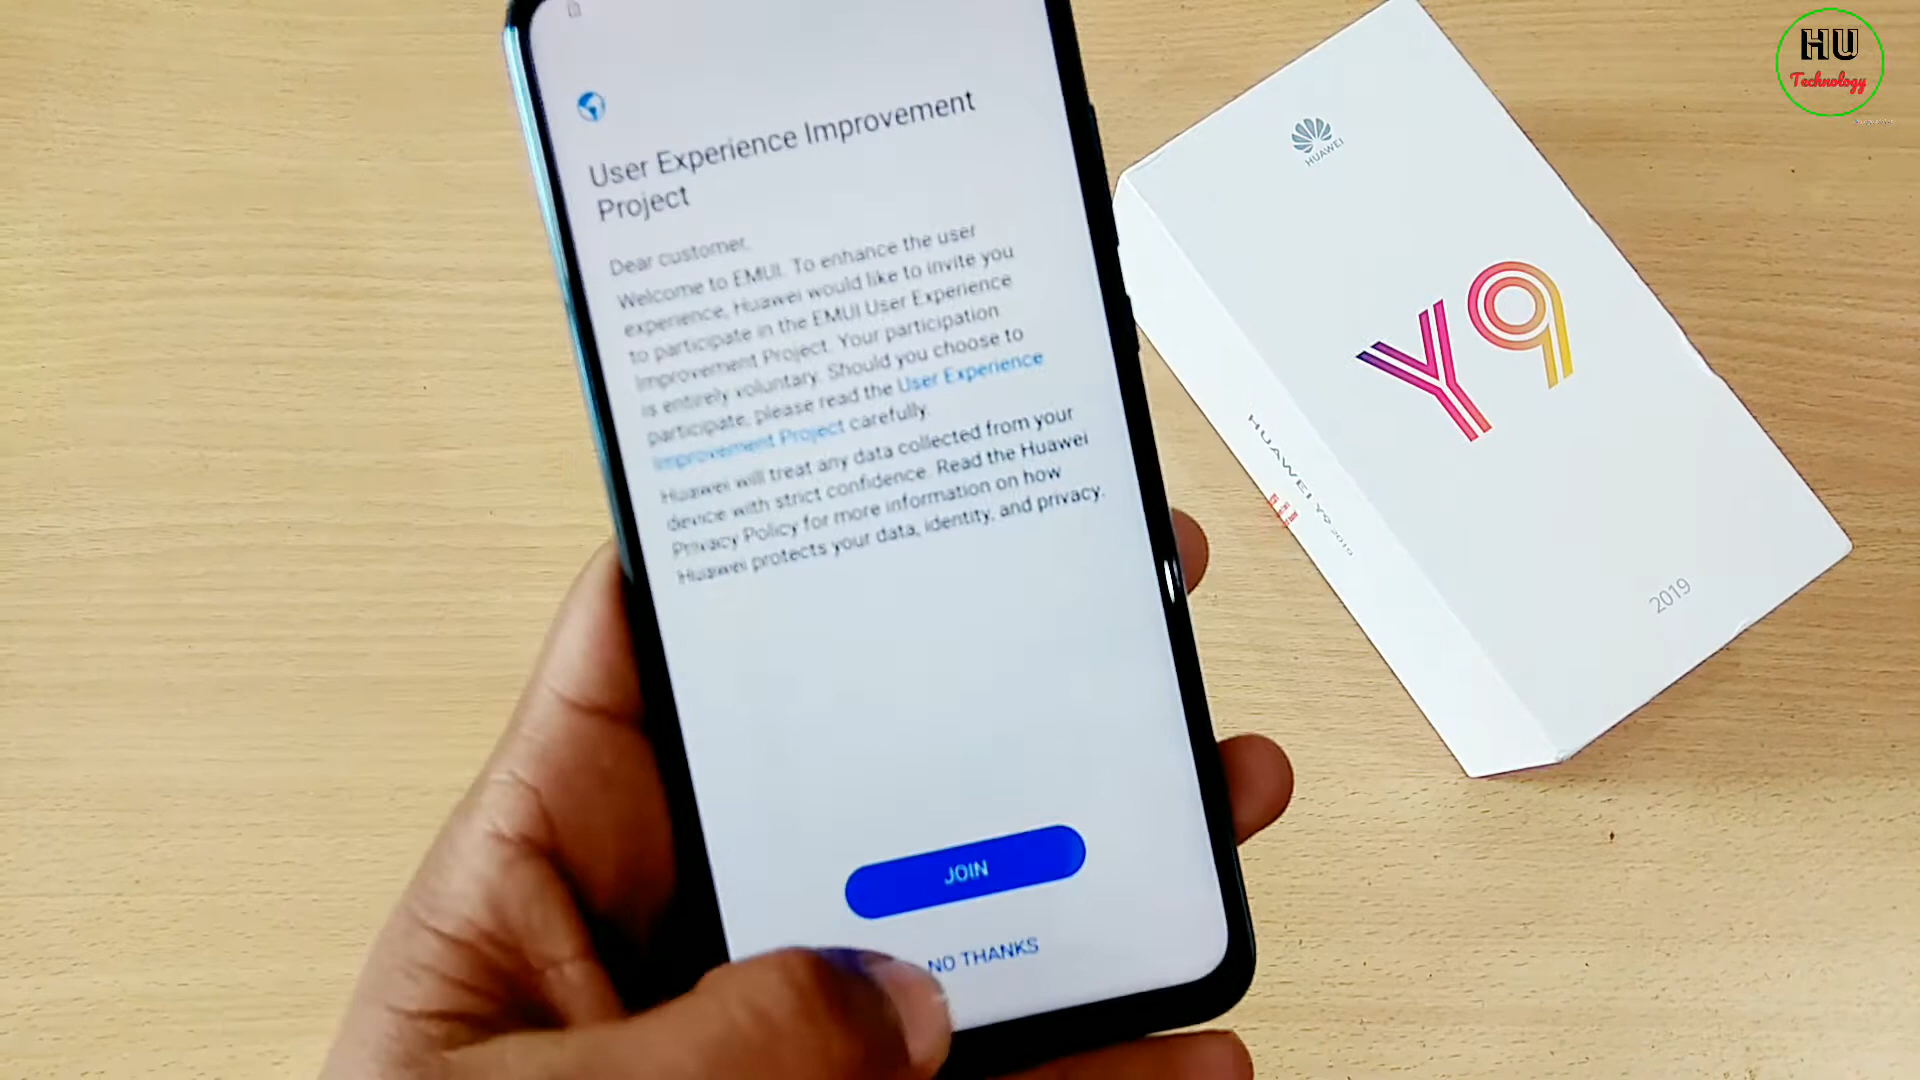 User Experience Improvement
Project
Dear customer,
Welcome to EMUI. To enhance the user
experience, Huawei would like to invite you
to participate in the EMUI User Experience
Improvement Project. Your participation
is entirely voluntary. Should you choose to
participate, please read the User Experience
Improvement Project carefully.
Huawei will treat any data collected from your
device with strict confidence. Read the Huawei
Privacy Policy for more information on how
Huawei protects your data, identity, and privacy.
JOIN
NO THANKS
HUAWEI
Y9
HUAWEI Y9 2019
2019
HU
Technology